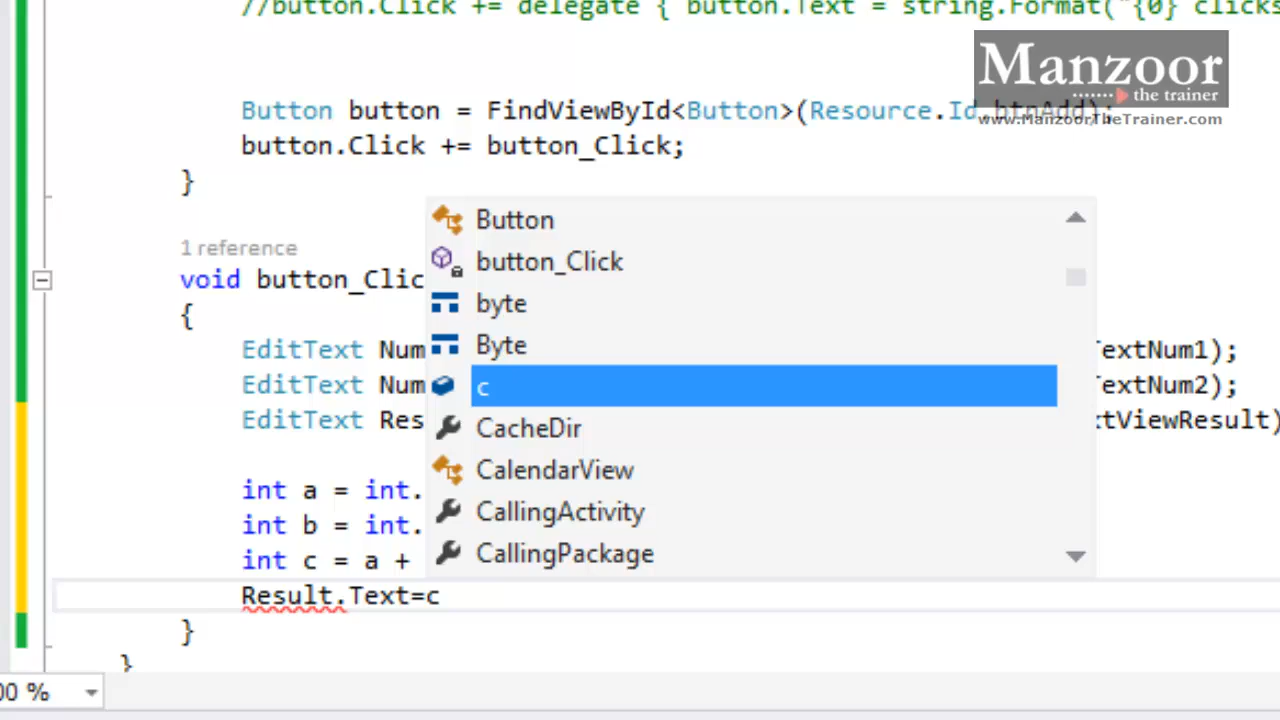 //button.Click += delegate { button.Text = string.Format("{0} clicks
Manzoor
the trainer
www.ManzoorTheTrainer.com
Button button = FindViewById<Button>(Resource.Id.btnAdd);
button.Click += button_Click;
}
1 reference
void button_Clic
{
EditText Num TextNum1);
EditText Num TextNum2);
EditText Res xtViewResult)
int a = int.
int b = int.
int c = a +
Result.Text=c
}
}
Button
button_Click
byte
Byte
c
CacheDir
CalendarView
CallingActivity
CallingPackage
00 %